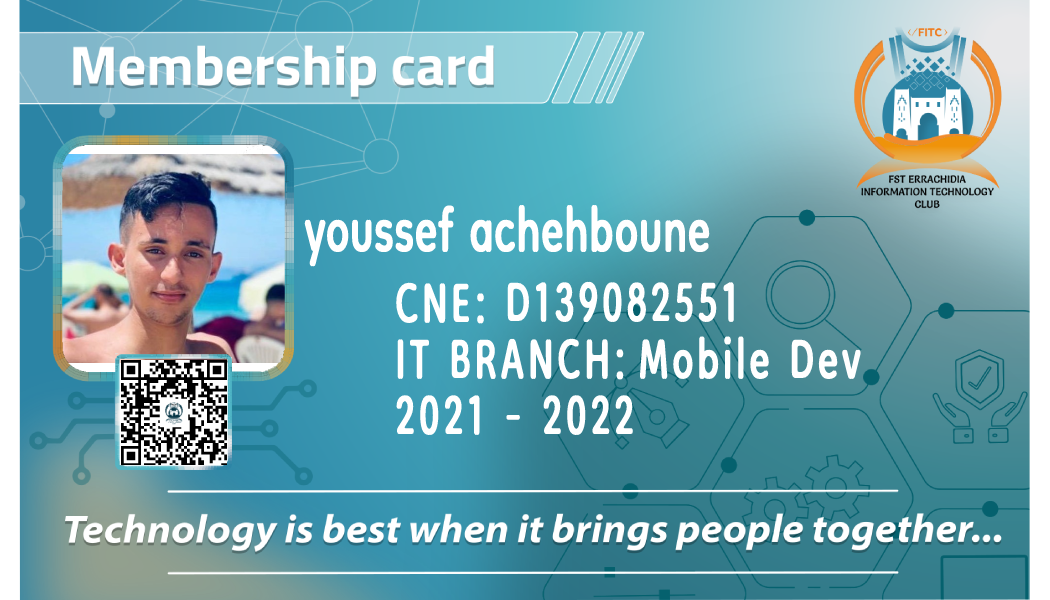 Membership card
‹/FITC›
FST ERRACHIDIA
INFORMATION TECHNOLOGY
CLUB
youssef achehboune
CNE: D139082551
IT BRANCH: Mobile Dev
2021 - 2022
Technology is best when it brings people together...